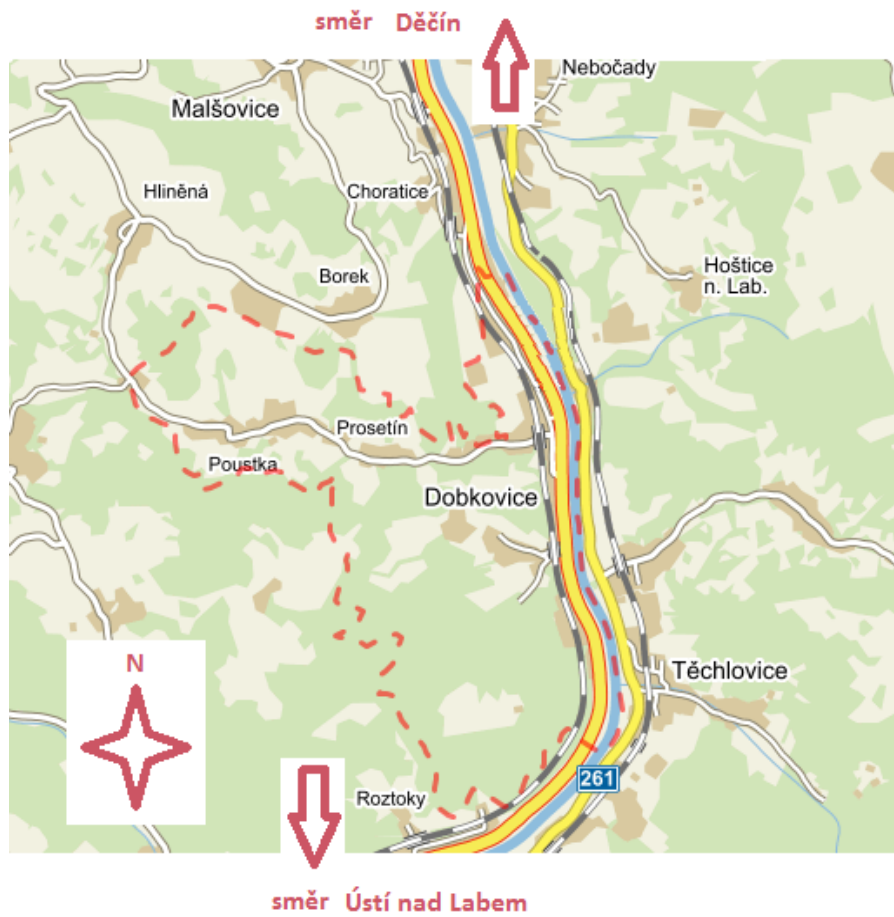 směr Děčín
Nebočady
Malšovice
Hliněná
Choratice
Hoštice
n. Lab.
Borek
Prosetín
Poustka
Dobkovice
N
Těchlovice
261
Roztoky
směr Ústí nad Labem